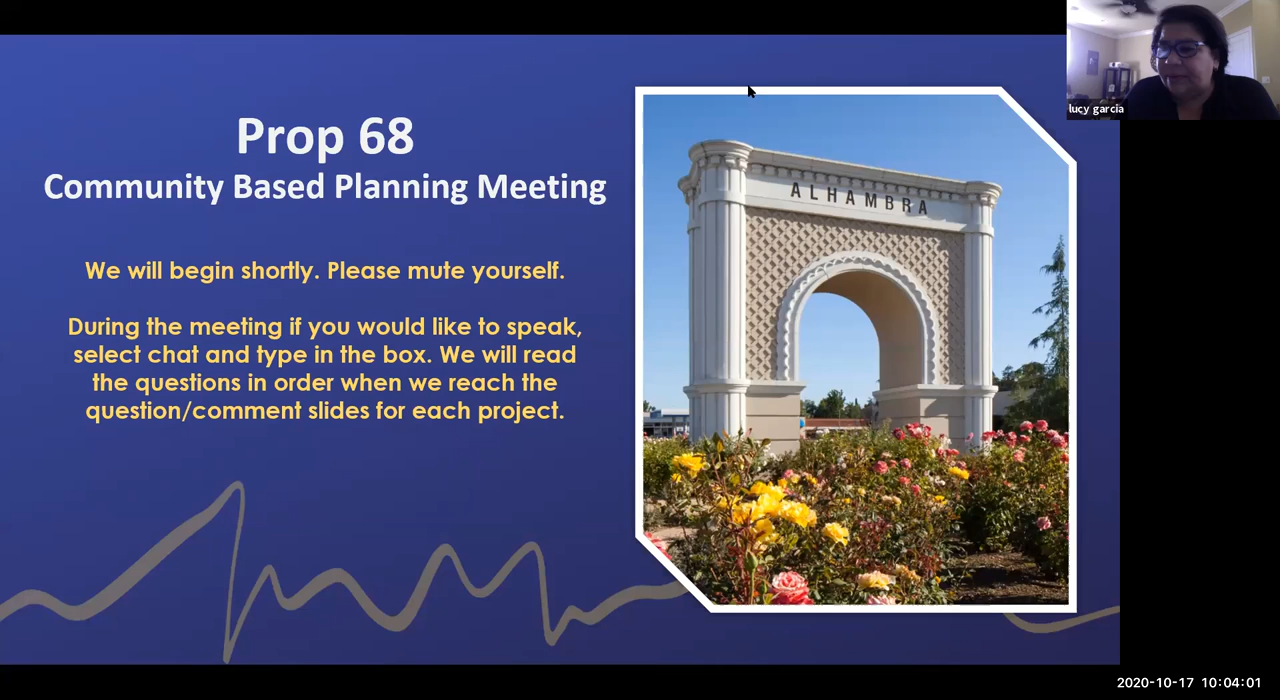 Prop 68
Community Based Planning Meeting
We will begin shortly. Please mute yourself.
During the meeting if you would like to speak,
select chat and type in the box. We will read
the questions in order when we reach the
question/comment slides for each project.
ALHAMBRA
lucy garcia
2020-10-17 10:04:01